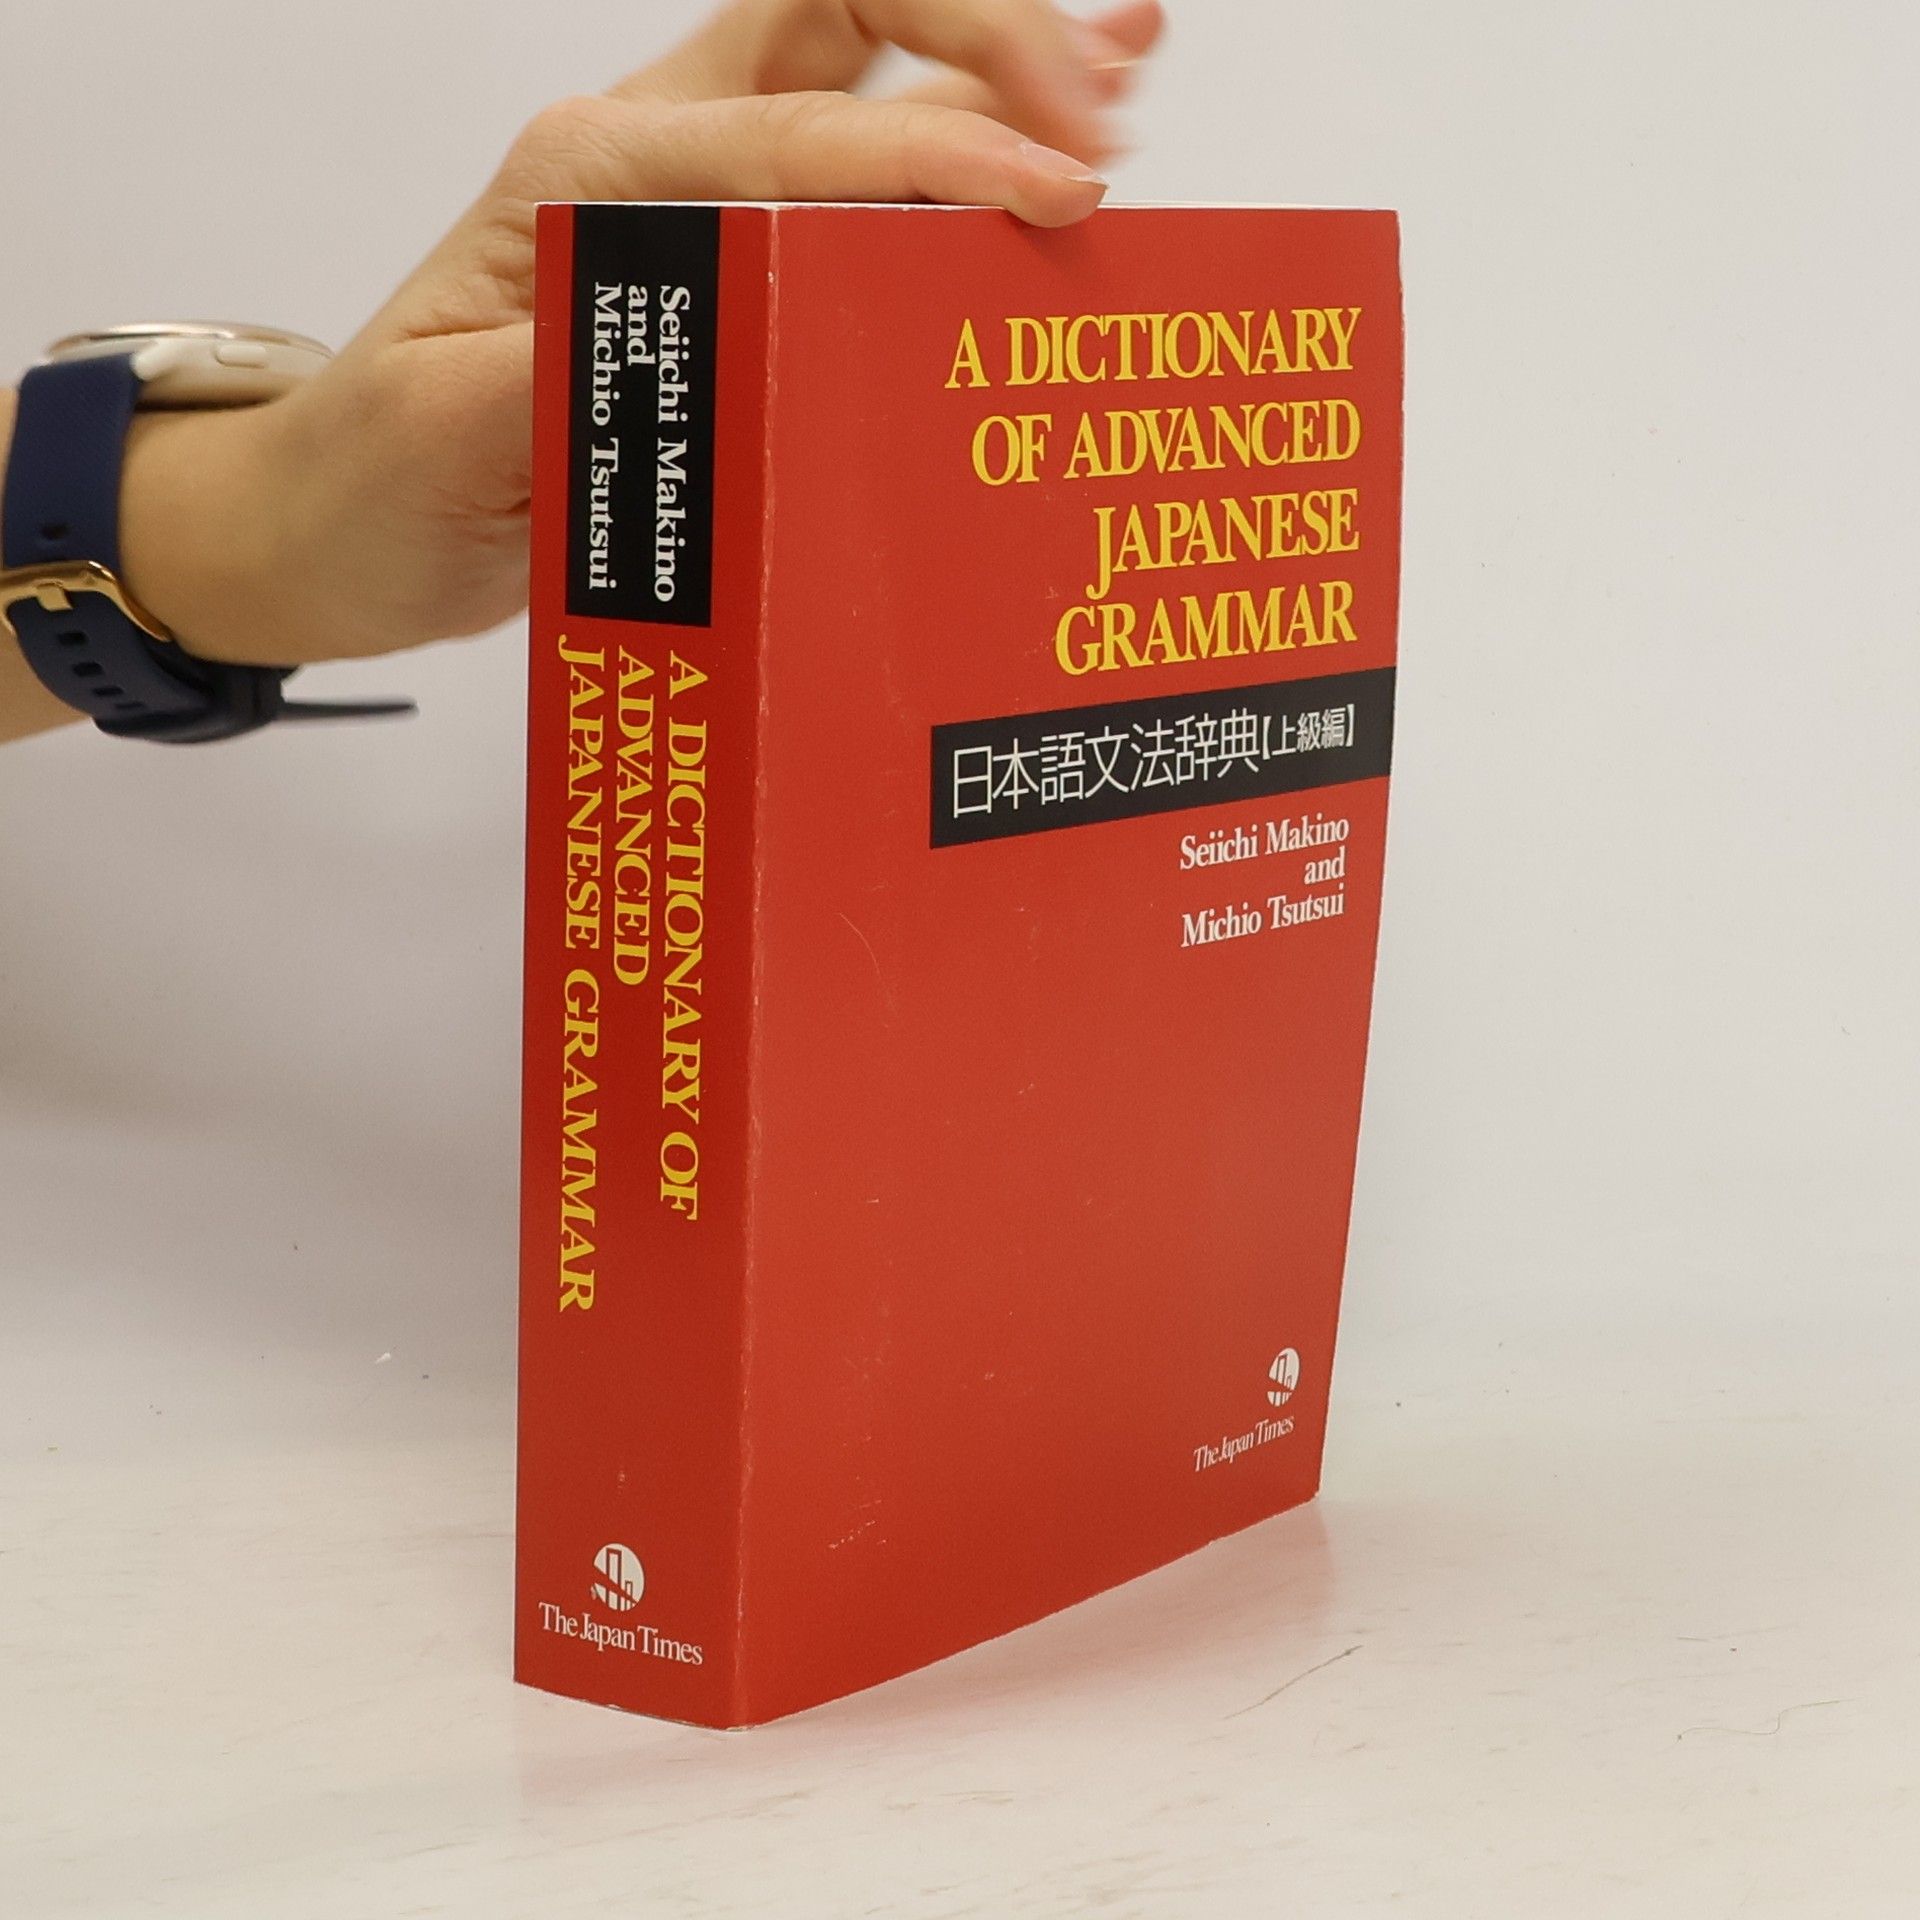 Seiichi Makino
and
Michio Tsutsui
A DICTIONARY OF
ADVANCED
JAPANESE GRAMMAR
The Japan Times
A DICTIONARY
OF ADVANCED
JAPANESE
GRAMMAR
日本語文法辞典【上級編】
Seiichi Makino
and
Michio Tsutsui
The Japan Times